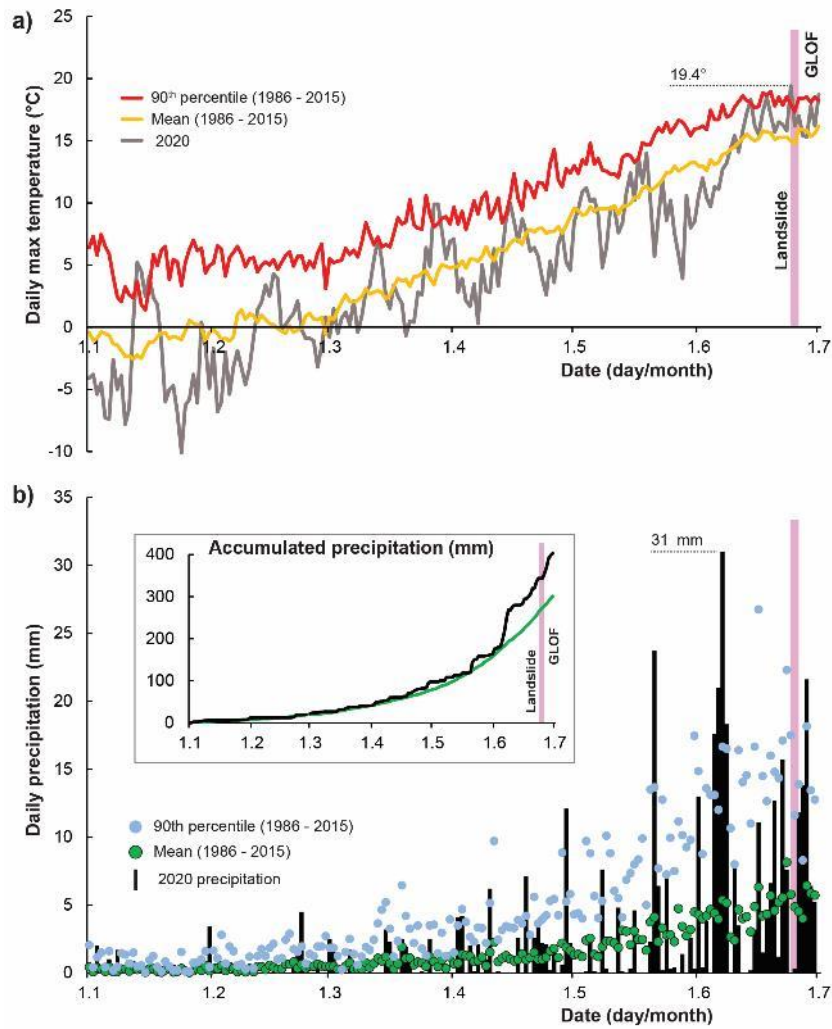 a)
25
20
15
10
5
0
-5
-10
Daily max temperature (°C)
90th percentile (1986 - 2015)
Mean (1986 - 2015)
2020
19.4°
Landslide
GLOF
1.1
1.2
1.3
1.4
1.5
1.6
1.7
Date (day/month)
b)
35
30
25
20
15
10
5
0
Daily precipitation (mm)
Accumulated precipitation (mm)
400
300
200
100
0
1.1
1.2
1.3
1.4
1.5
1.6
1.7
Landslide
GLOF
31 mm
90th percentile (1986 - 2015)
Mean (1986 - 2015)
2020 precipitation
1.1
1.2
1.3
1.4
1.5
1.6
1.7
Date (day/month)